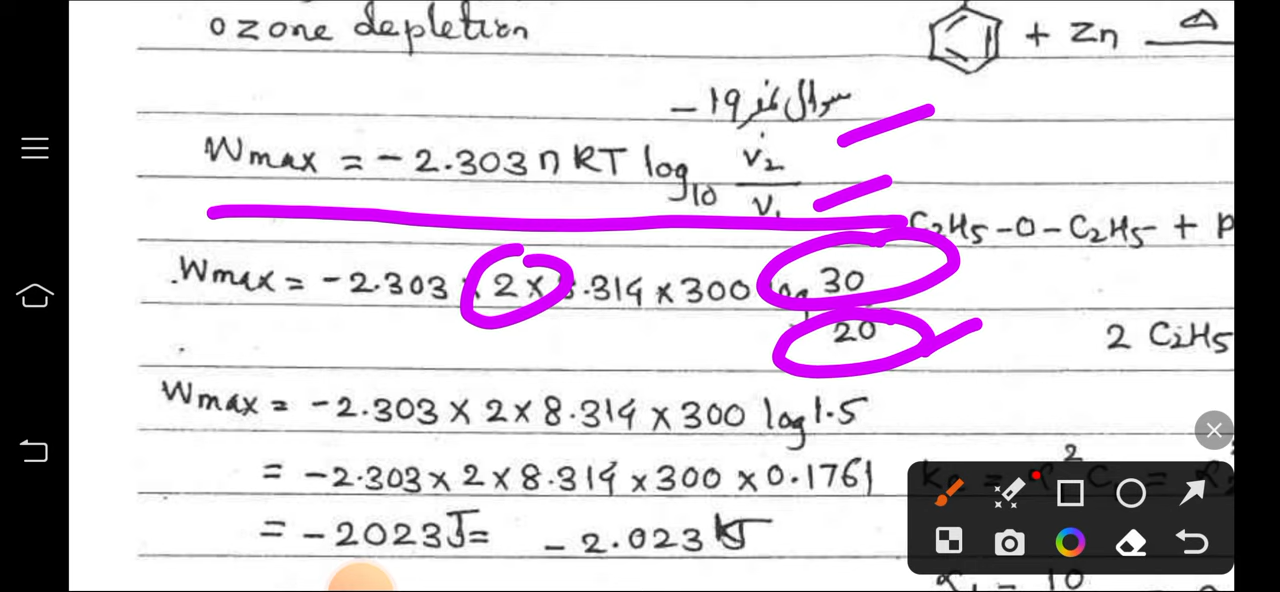 ozone depletion
+ Zn Δ
سوال نمبر 19 -
Wmax = - 2.303 n RT log10 V2/V1
C2H5-O-C2H5 +
Wmax = -2.303 × 2 × 8.314 × 300 log 30/20
2 C2H5
Wmax = -2.303 × 2 × 8.314 × 300 log 1.5
= -2.303 × 2 × 8.314 × 300 × 0.1761
= -2023 J = -2.023 kJ